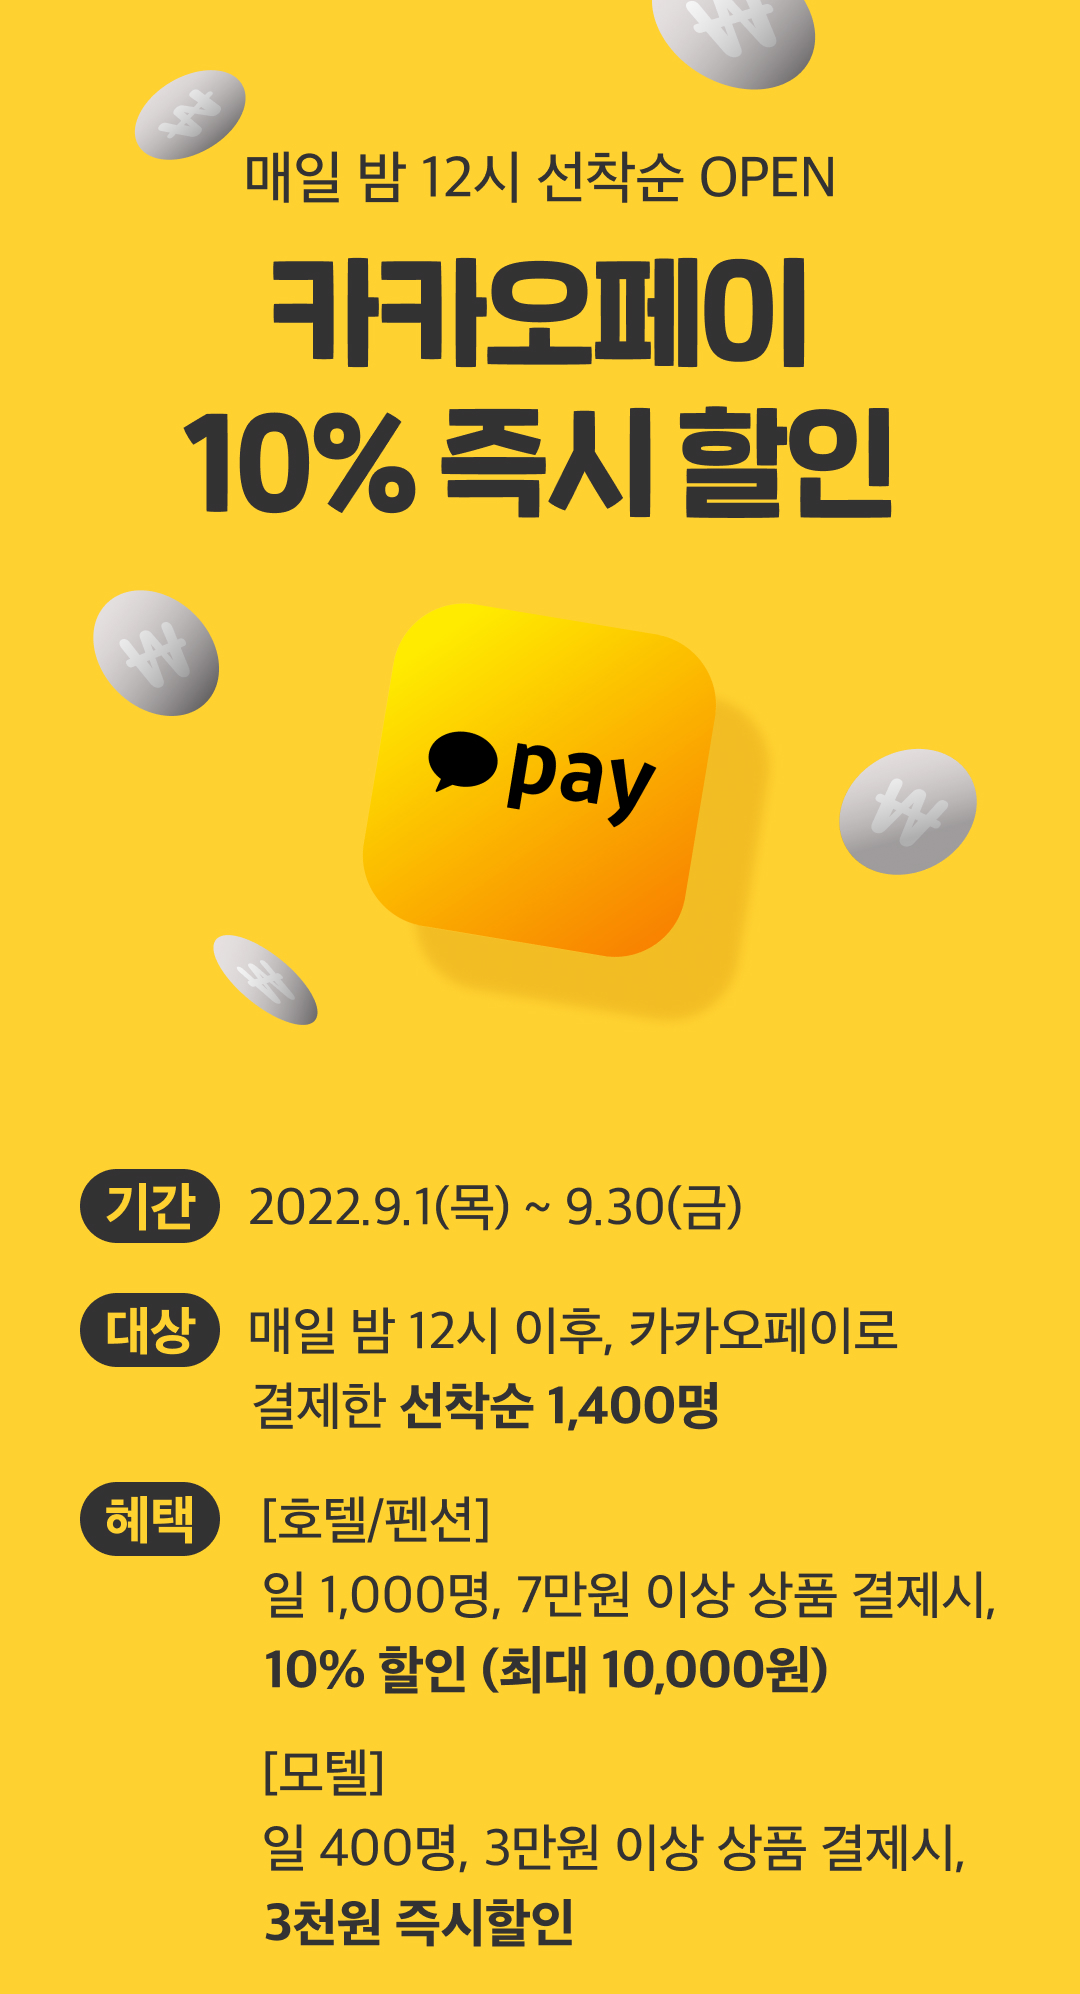 매일 밤 12시 선착순 OPEN
카카오페이
10% 즉시 할인
pay
기간 2022.9.1(목) ~ 9.30(금)
대상 매일 밤 12시 이후, 카카오페이로
결제한 선착순 1,400명
혜택 [호텔/펜션]
일 1,000명, 7만원 이상 상품 결제시,
10% 할인 (최대 10,000원)
[모텔]
일 400명, 3만원 이상 상품 결제시,
3천원 즉시할인